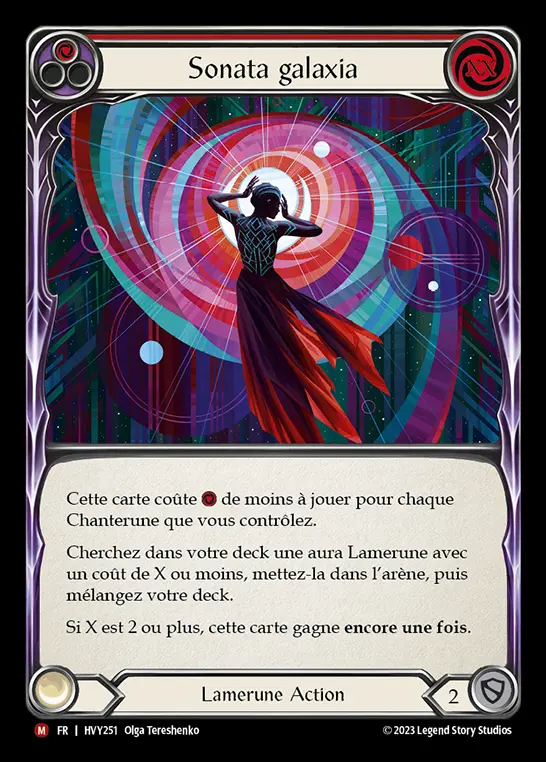 Sonata galaxia
XX
Cette carte coûte de moins à jouer pour chaque
Chanterune que vous contrôlez.
Cherchez dans votre deck une aura Lamerune avec
un coût de X ou moins, mettez-la dans l'arène, puis
mélangez votre deck.
Si X est 2 ou plus, cette carte gagne encore une fois.
Lamerune Action
2
M FR | HVY251 Olga Tereshenko
©2023 Legend Story Studios